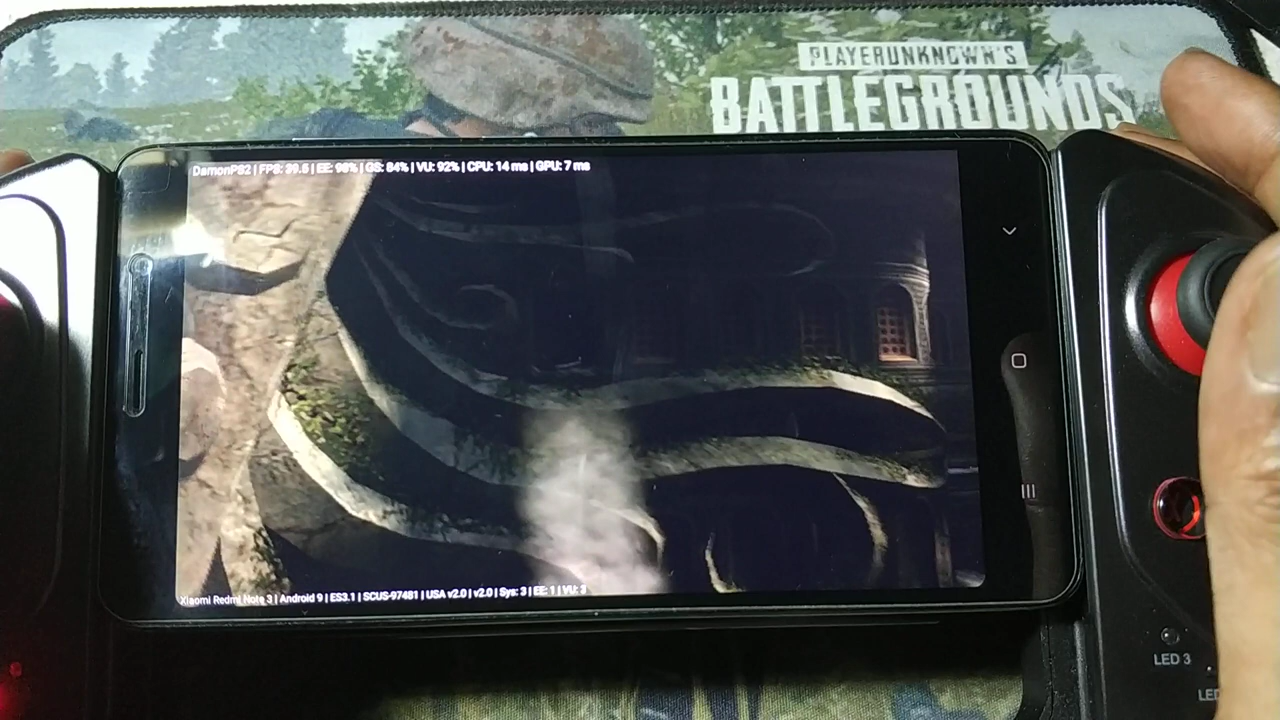 PLAYERUNKNOWN'S
BATTLEGROUNDS
DamonPS2 | FPS: 39.6 | EE: 98% | GS: 84% | VU: 92% | CPU: 14 ms | GPU: 7 ms
Xiaomi Redmi Note 3 | Android 9 | ES3.1 | SCUS-97481 | USA v2.0 | v2.0 | Sys: 3 | EE: 1 | VU: 3
LED 3
LED